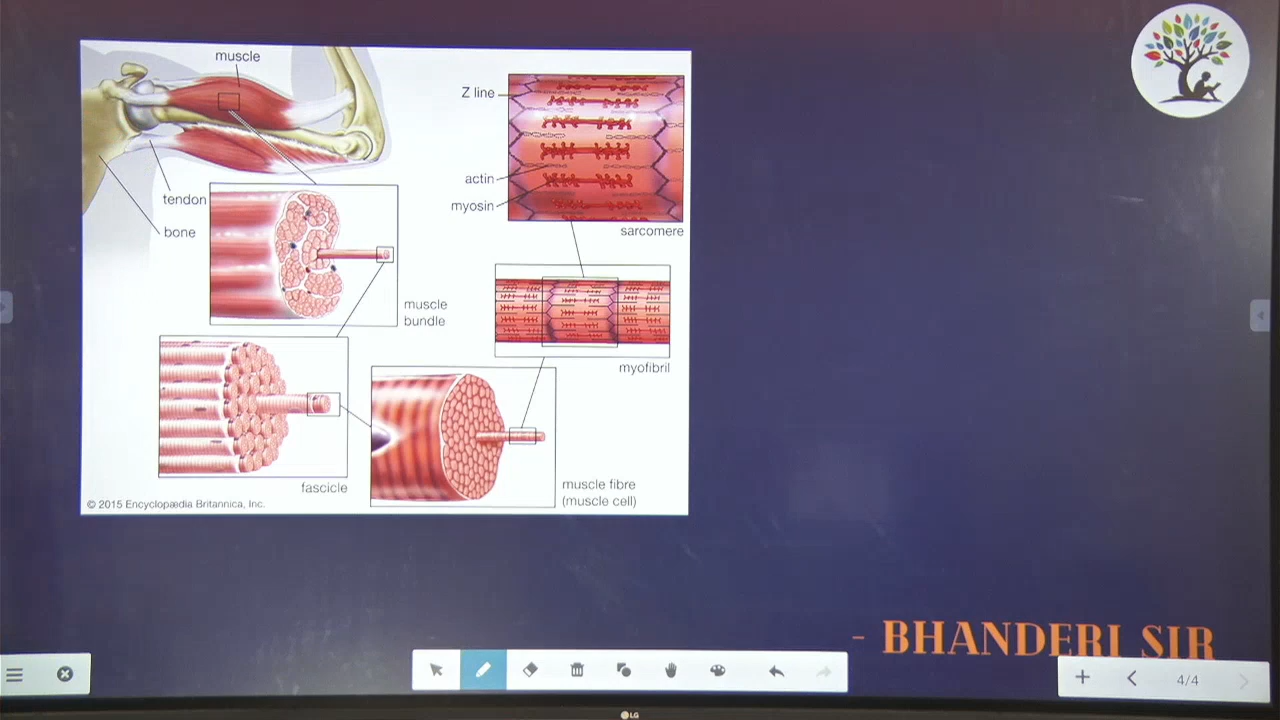 muscle
Z line
actin
myosin
sarcomere
tendon
bone
muscle
bundle
myofibril
fascicle
muscle fibre
(muscle cell)
© 2015 Encyclopædia Britannica, Inc.
- BHANDERI SIR
4/4
LG